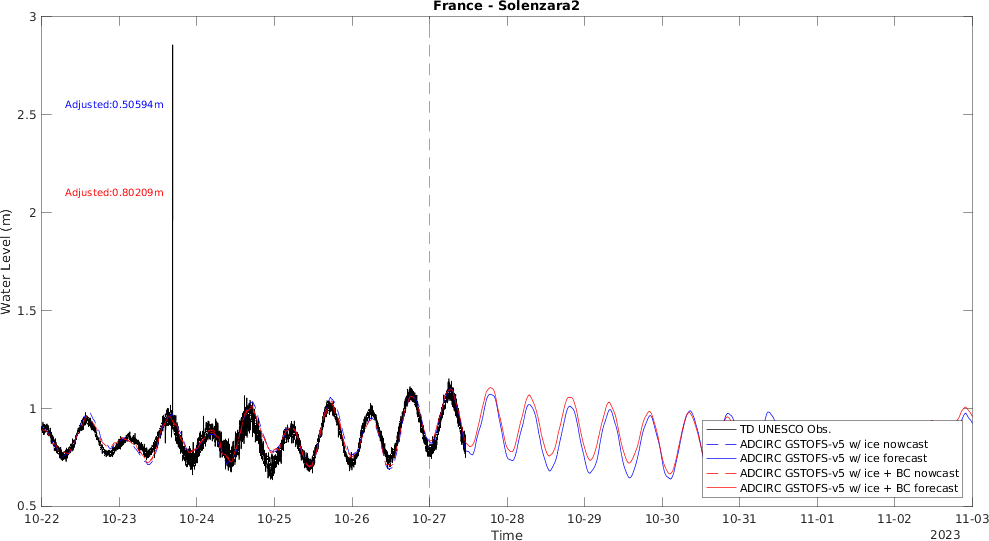 France - Solenzara2
Water Level (m)
3
2.5
2
1.5
1
0.5
Adjusted:0.50594m
Adjusted:0.80209m
TD UNESCO Obs.
ADCIRC GSTOFS-v5 w/ ice nowcast
ADCIRC GSTOFS-v5 w/ ice forecast
ADCIRC GSTOFS-v5 w/ ice + BC nowcast
ADCIRC GSTOFS-v5 w/ ice + BC forecast
10-22 10-23 10-24 10-25 10-26 10-27 10-28 10-29 10-30 10-31 11-01 11-02 11-03
Time
2023